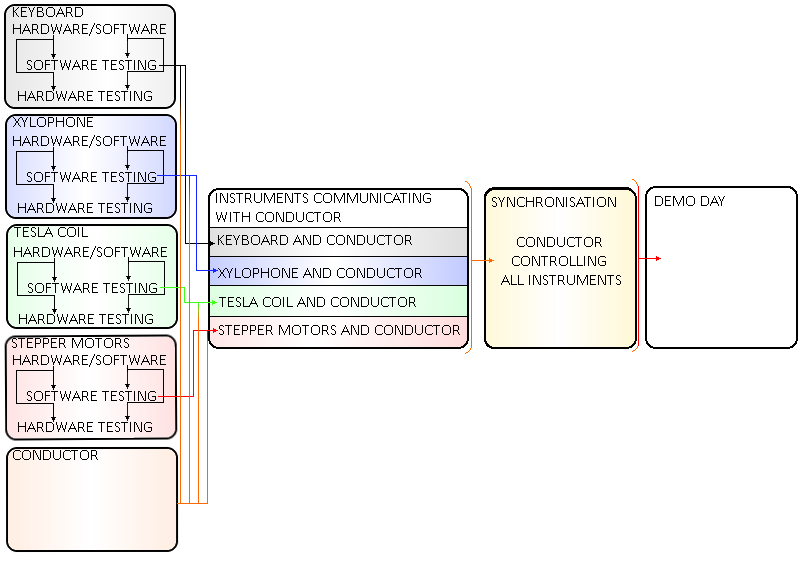 KEYBOARD
HARDWARE/SOFTWARE
SOFTWARE TESTING
HARDWARE TESTING
XYLOPHONE
HARDWARE/SOFTWARE
SOFTWARE TESTING
HARDWARE TESTING
TESLA COIL
HARDWARE/SOFTWARE
SOFTWARE TESTING
HARDWARE TESTING
STEPPER MOTORS
HARDWARE/SOFTWARE
SOFTWARE TESTING
HARDWARE TESTING
CONDUCTOR
INSTRUMENTS COMMUNICATING
WITH CONDUCTOR
KEYBOARD AND CONDUCTOR
XYLOPHONE AND CONDUCTOR
TESLA COIL AND CONDUCTOR
STEPPER MOTORS AND CONDUCTOR
SYNCHRONISATION
CONDUCTOR
CONTROLLING
ALL INSTRUMENTS
DEMO DAY